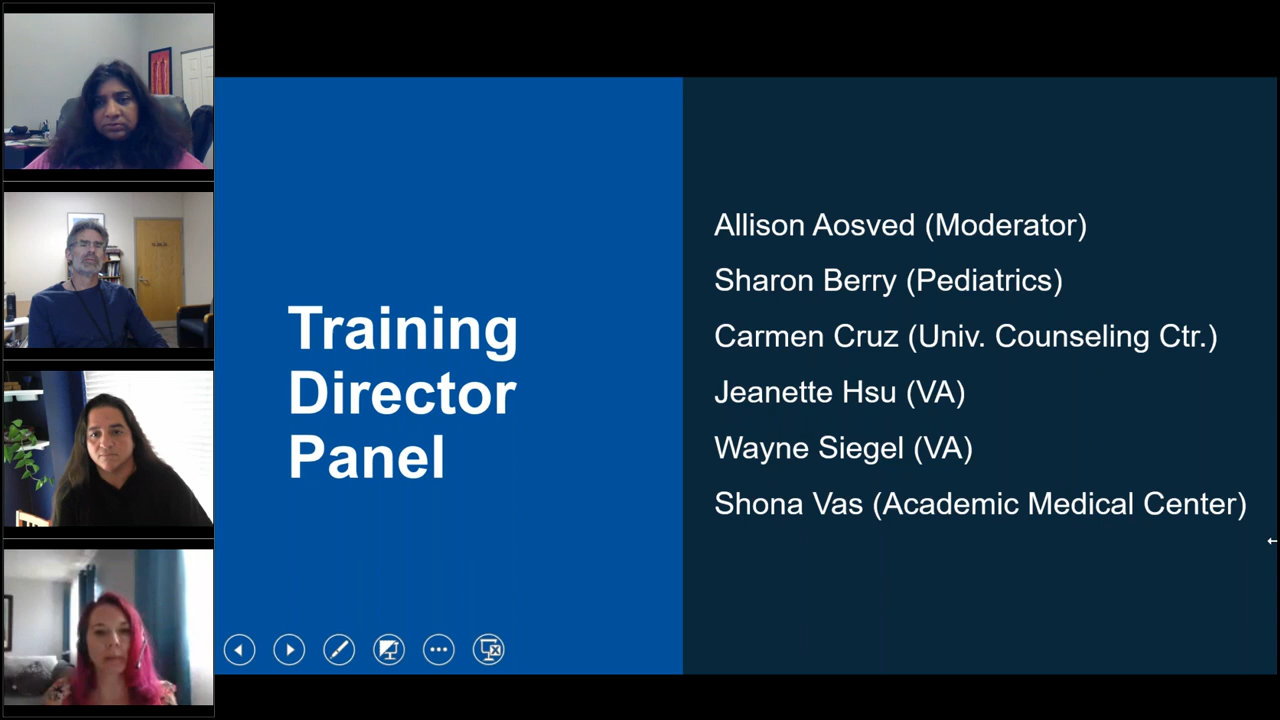 Training
Director
Panel
Allison Aosved (Moderator)
Sharon Berry (Pediatrics)
Carmen Cruz (Univ. Counseling Ctr.)
Jeanette Hsu (VA)
Wayne Siegel (VA)
Shona Vas (Academic Medical Center)